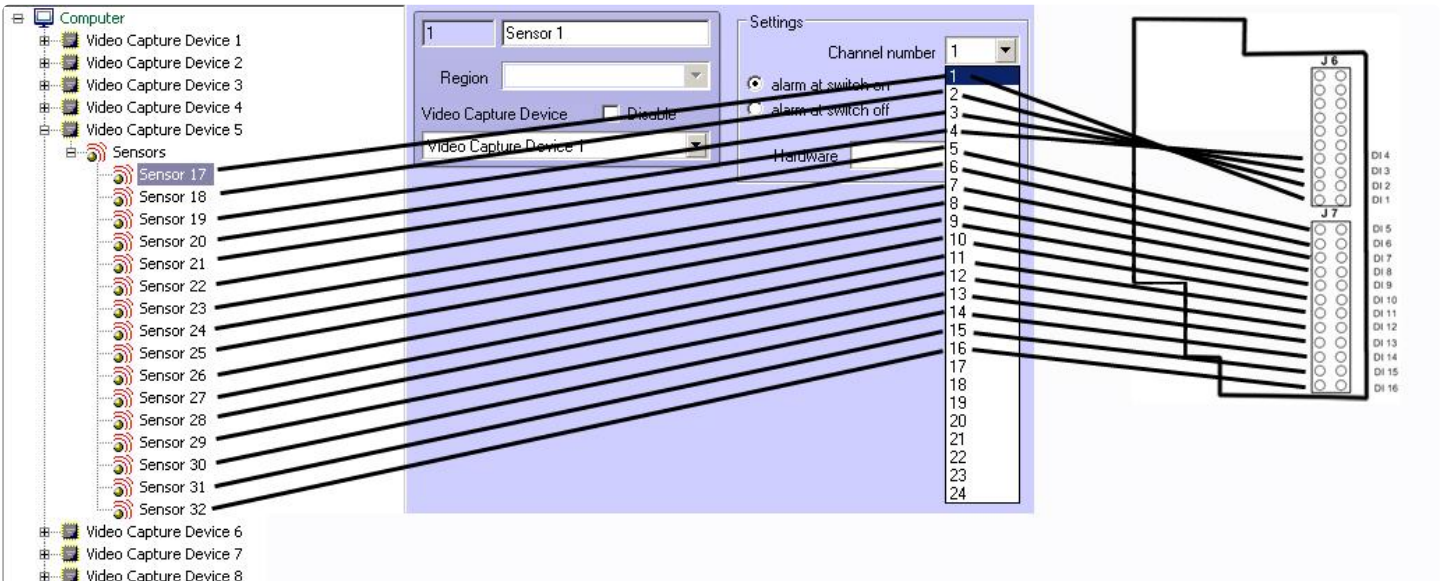 Computer
Video Capture Device 1
Video Capture Device 2
Video Capture Device 3
Video Capture Device 4
Video Capture Device 5
Sensors
Sensor 17
Sensor 18
Sensor 19
Sensor 20
Sensor 21
Sensor 22
Sensor 23
Sensor 24
Sensor 25
Sensor 26
Sensor 27
Sensor 28
Sensor 29
Sensor 30
Sensor 31
Sensor 32
Video Capture Device 6
Video Capture Device 7
Video Capture Device 8
1 Sensor 1
Region
Video Capture Device Disable
Video Capture Device 1
Settings
Channel number 1
alarm at switch on
alarm at switch off
Hardware
1
2
3
4
5
6
7
8
9
10
11
12
13
14
15
16
17
18
19
20
21
22
23
24
J 6
DI 4
DI 3
DI 2
DI 1
J 7
DI 5
DI 6
DI 7
DI 8
DI 9
DI 10
DI 11
DI 12
DI 13
DI 14
DI 15
DI 16